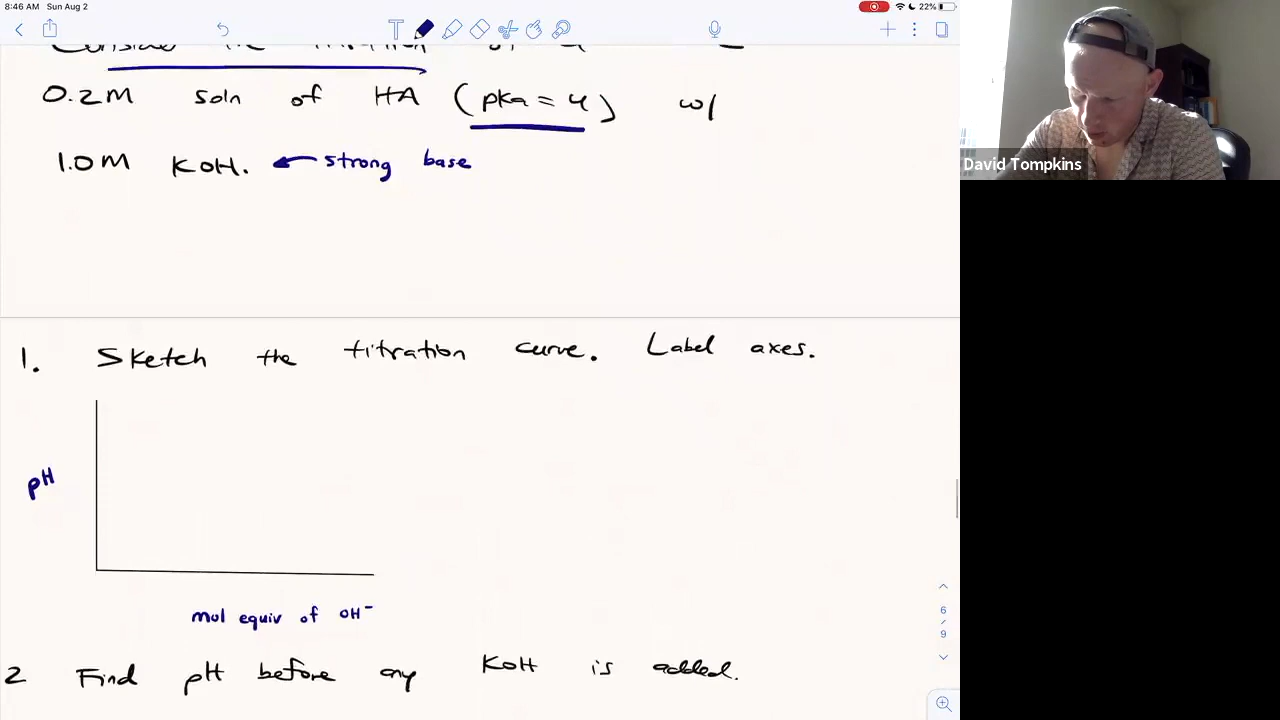 8:46 AM Sun Aug 2
22%
T
0.2M soln of HA (pka = 4) w/
1.0M KOH. ← strong base
David Tompkins
1. Sketch the titration curve. Label axes.
pH
mol equiv of OH⁻
6
/
9
2 Find pH before any KOH is added.